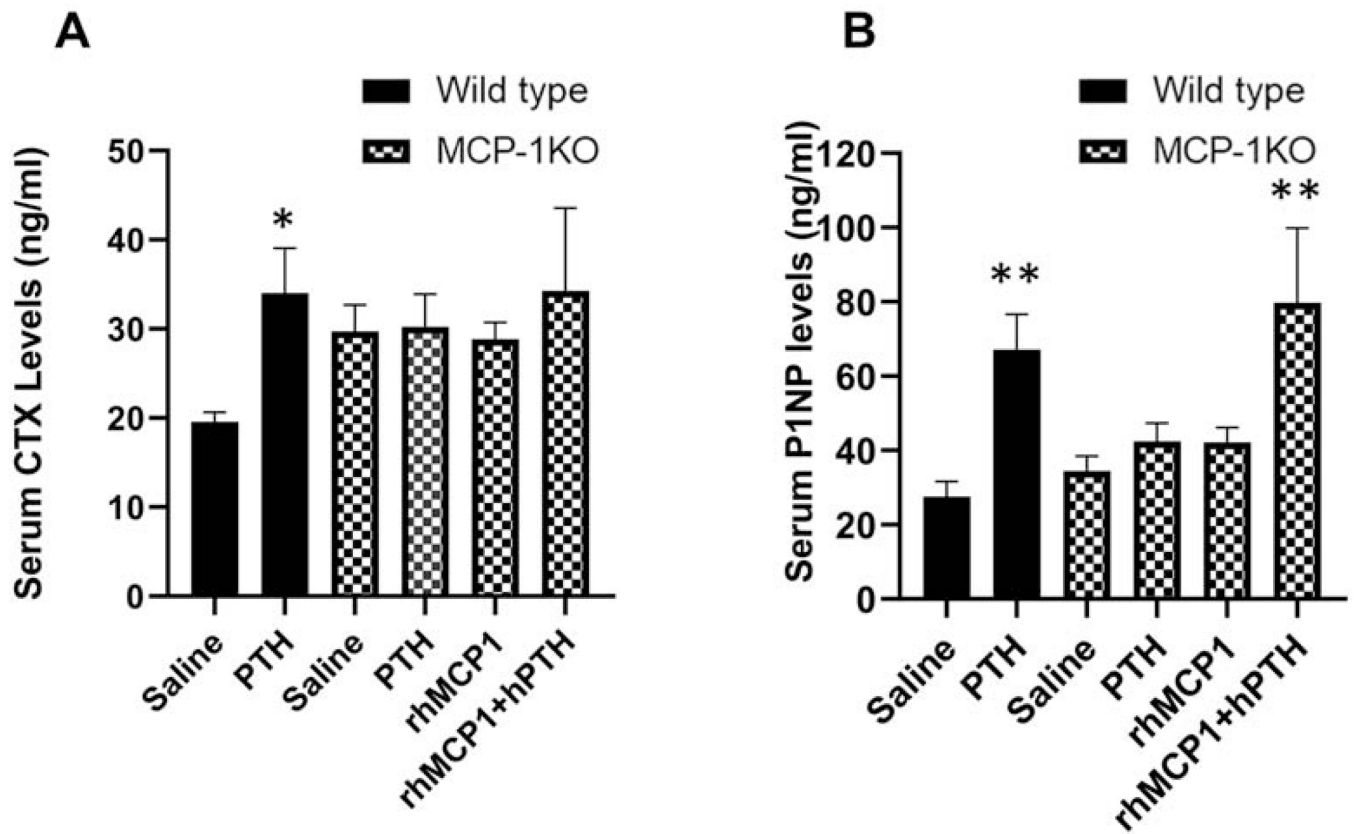 A
Wild type
MCP-1KO
Serum CTX Levels (ng/ml)
50
40
30
20
10
0
*
Saline
PTH
Saline
PTH
rhMCP1
rhMCP1+hPTH
B
Wild type
MCP-1KO
Serum P1NP levels (ng/ml)
120
100
80
60
40
20
0
**
**
Saline
PTH
Saline
PTH
rhMCP1
rhMCP1+hPTH